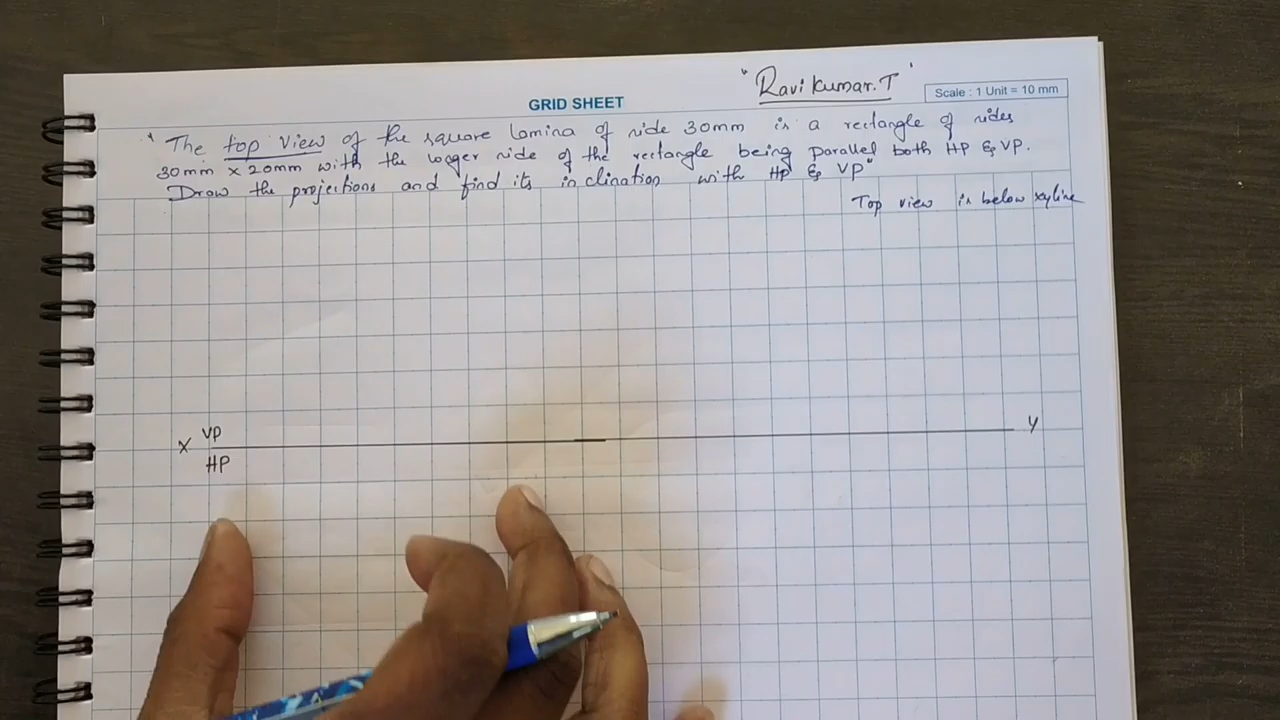 "Ravikumar.T"
GRID SHEET
Scale : 1 Unit = 10 mm
" The top view of the square lamina of side 30mm is a rectangle of sides
30mm x 20mm with the longer side of the rectangle being parallel both HP & VP.
Draw the projections and find its inclination with HP & VP"
Top view is below xyline
X VP Y
HP